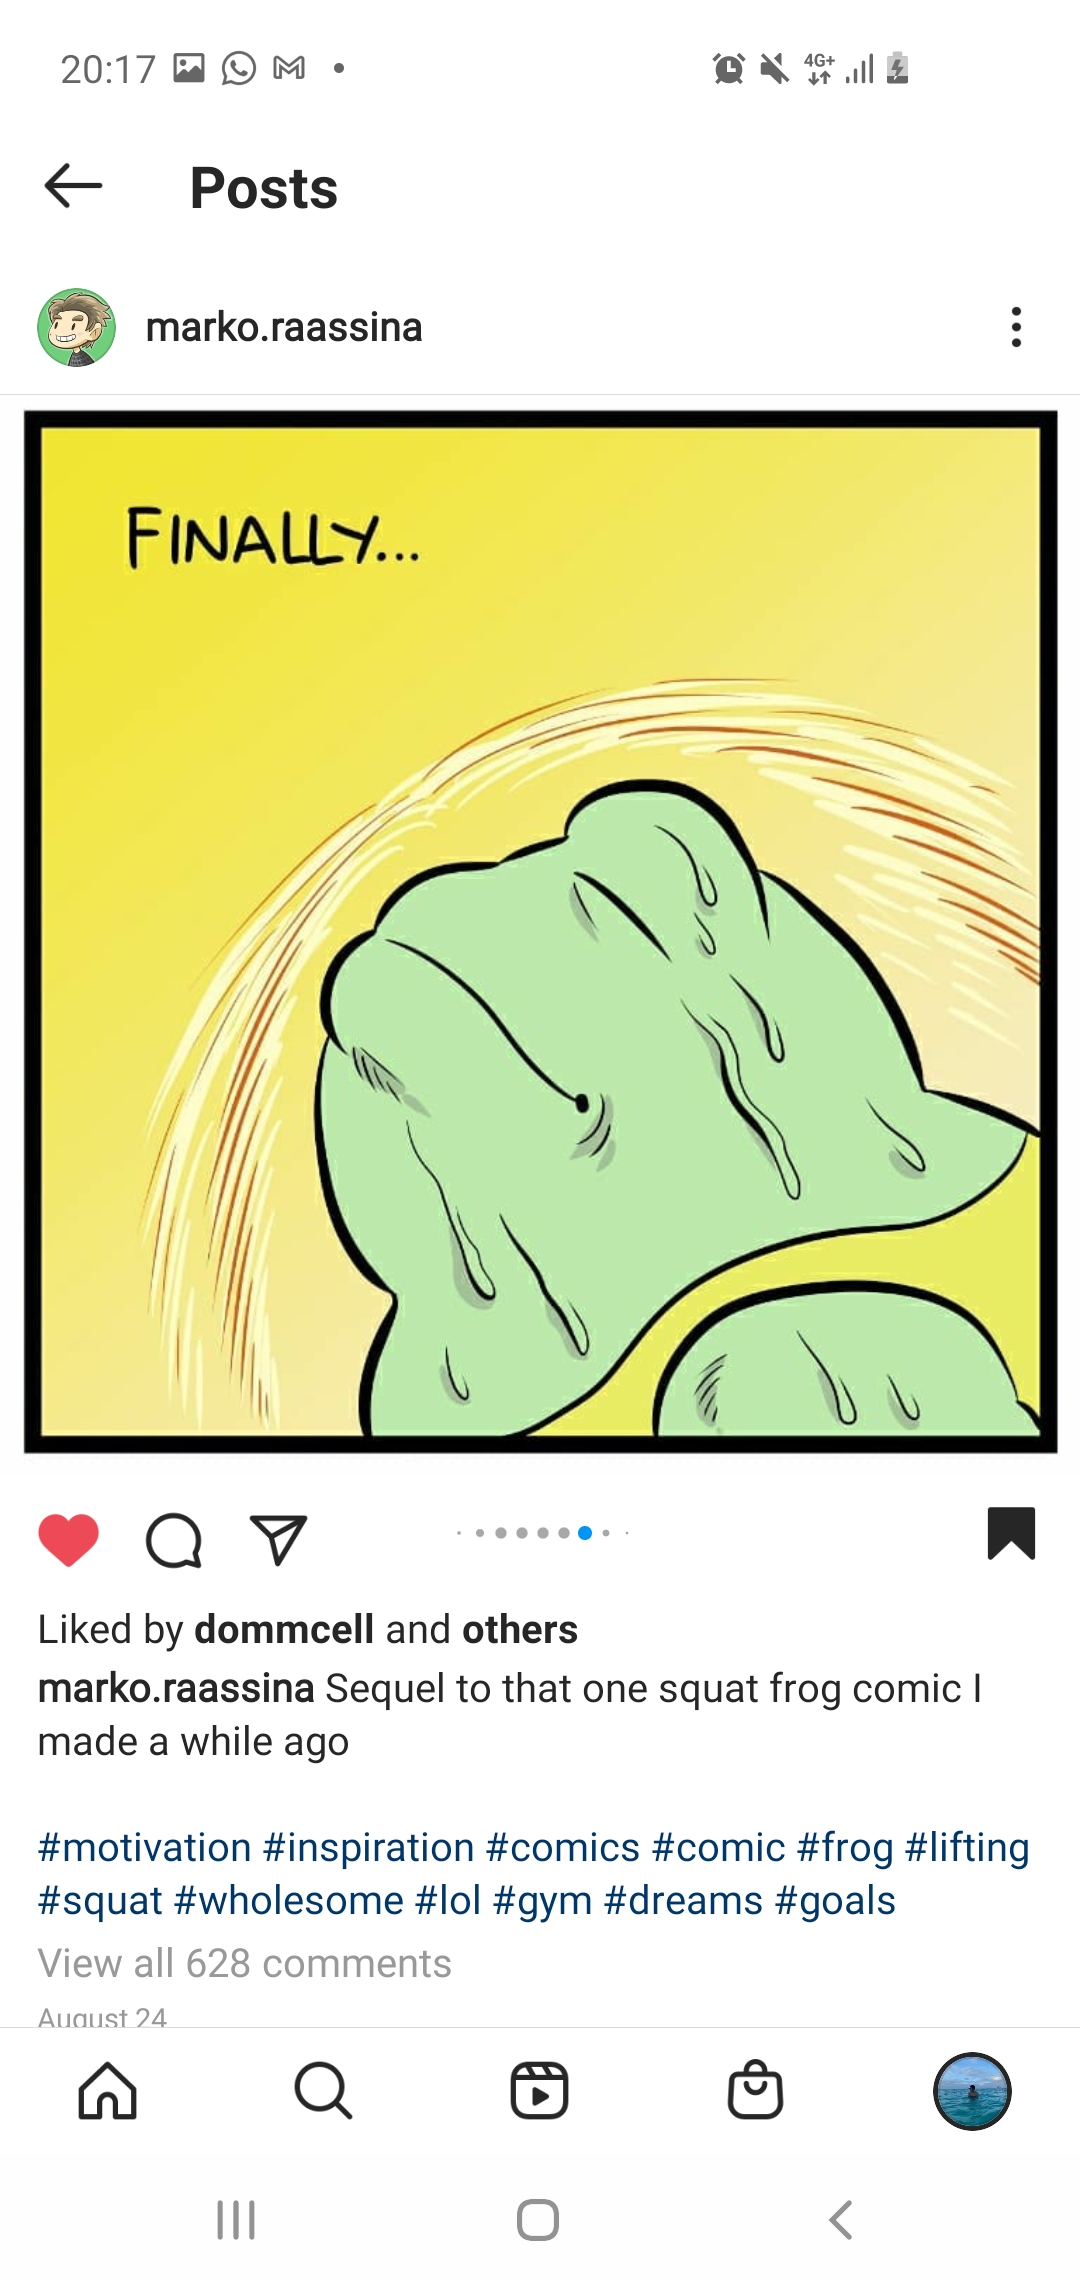 20:17
4G+
Posts
marko.raassina
FINALLY...
Liked by dommcell and others
marko.raassina Sequel to that one squat frog comic I
made a while ago
#motivation #inspiration #comics #comic #frog #lifting
#squat #wholesome #lol #gym #dreams #goals
View all 628 comments
August 24